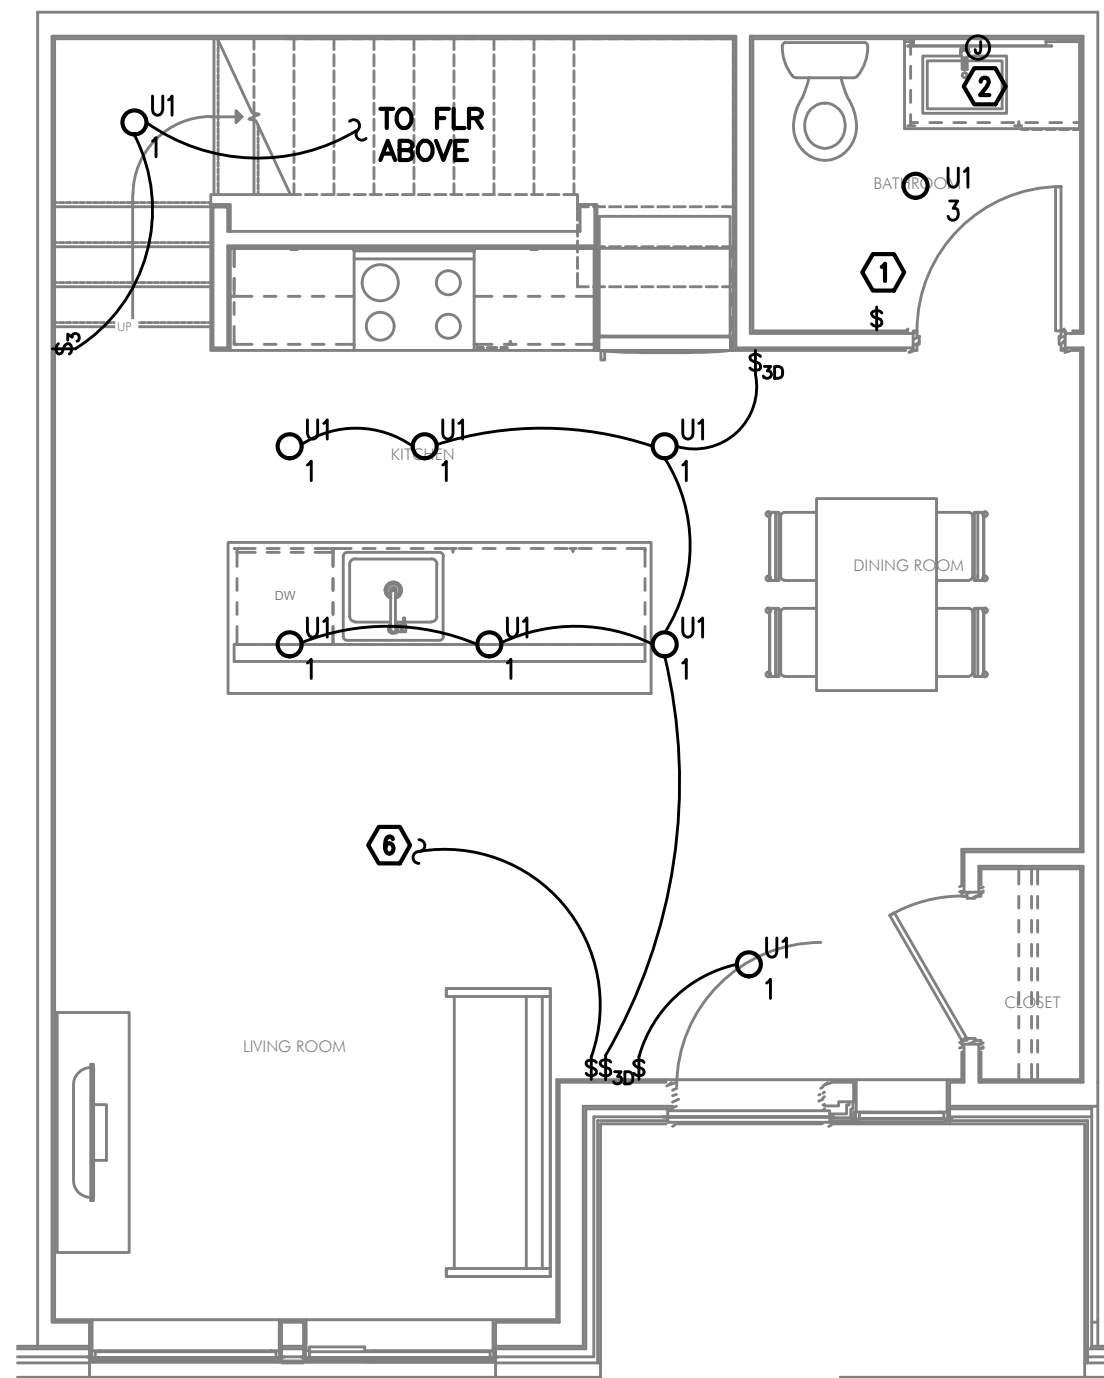 U1
1
TO FLR
ABOVE
J
2
BATHROOM
U1
3
1
$
UP
$3
$3D
U1
1
U1
1
KITCHEN
U1
1
DINING ROOM
DW
U1
1
U1
1
U1
1
6
U1
1
CLOSET
LIVING ROOM
$$3D$